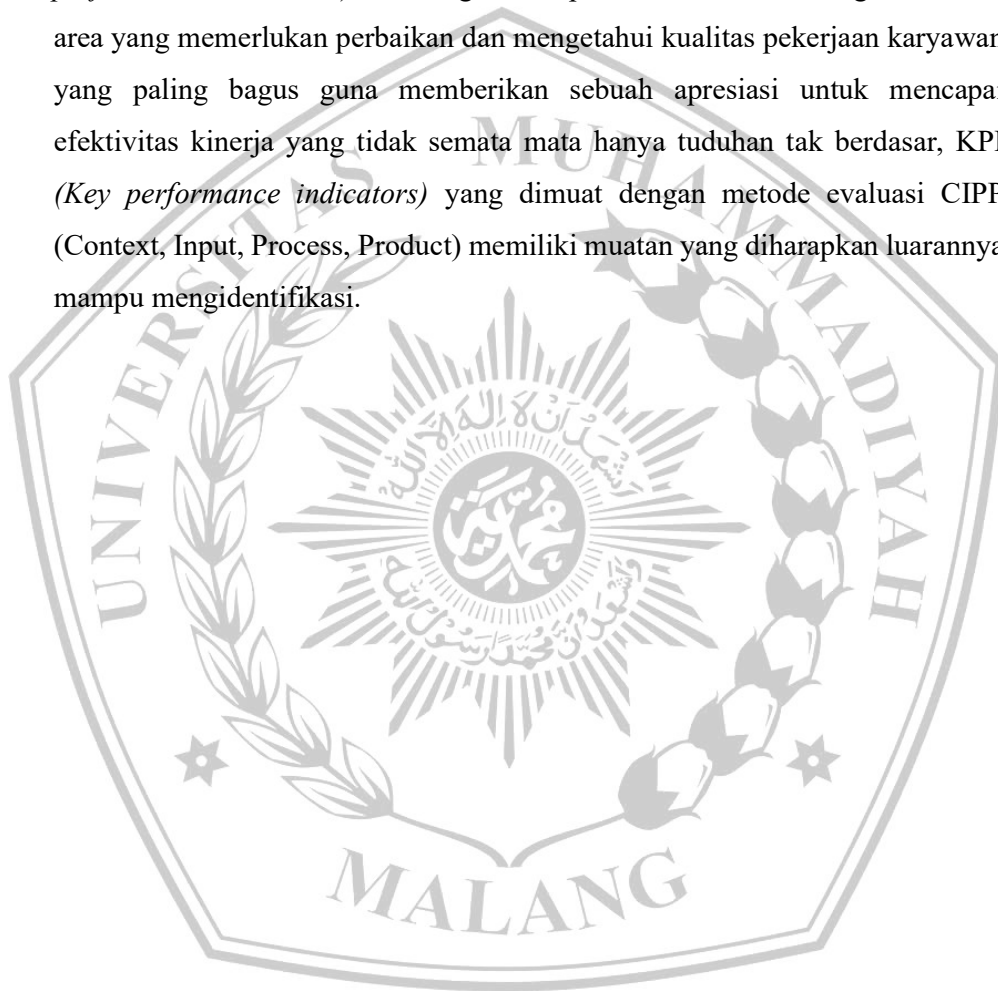 area yang memerlukan perbaikan dan mengetahui kualitas pekerjaan karyawan
yang paling bagus guna memberikan sebuah apresiasi untuk mencapai
efektivitas kinerja yang tidak semata mata hanya tuduhan tak berdasar, KPI
(Key performance indicators) yang dimuat dengan metode evaluasi CIPP
(Context, Input, Process, Product) memiliki muatan yang diharapkan luarannya
mampu mengidentifikasi.
UNIVERSITAS MUHAMMADIYAH
MALANG